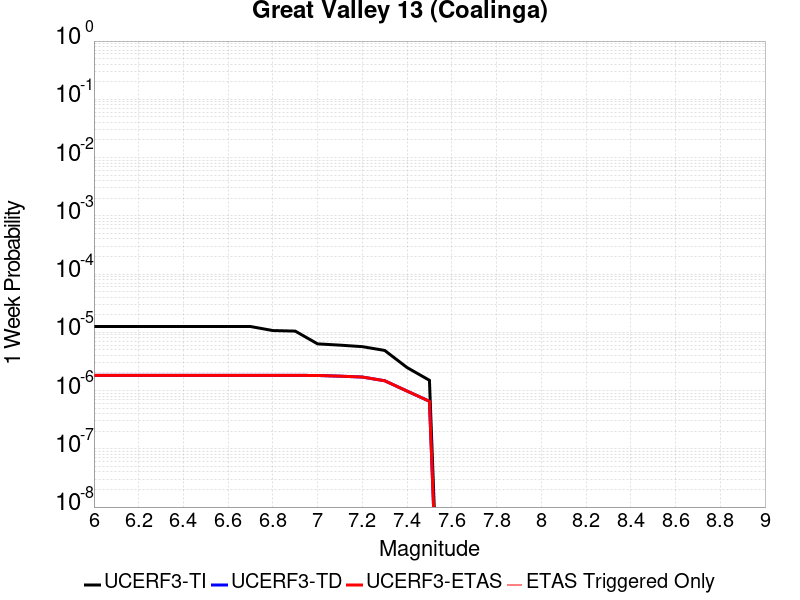 Great Valley 13 (Coalinga)
1 Week Probability
10 0
10 -1
10 -2
10 -3
10 -4
10 -5
10 -6
10 -7
10 -8
6 6.2 6.4 6.6 6.8 7 7.2 7.4 7.6 7.8 8 8.2 8.4 8.6 8.8 9
Magnitude
UCERF3-TI UCERF3-TD UCERF3-ETAS ETAS Triggered Only